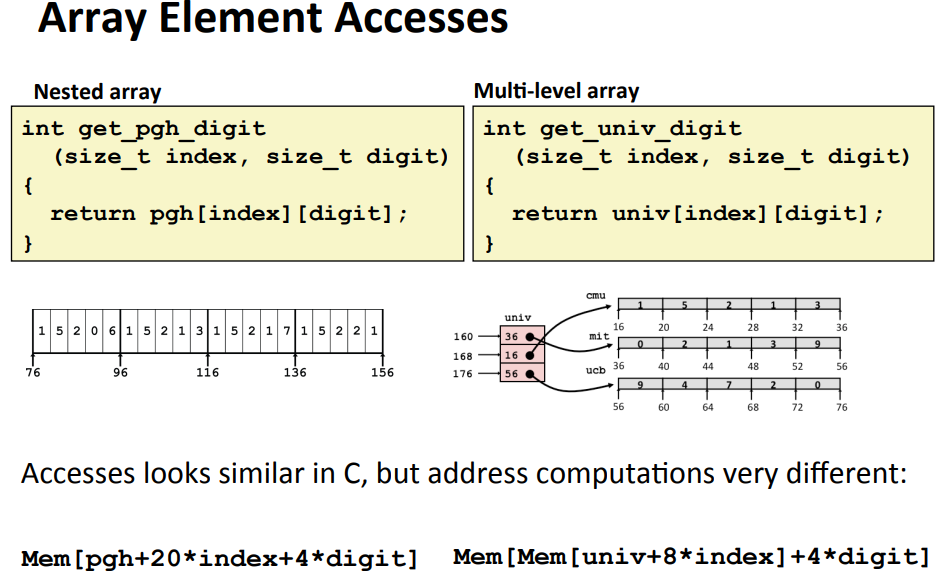 Array Element Accesses
Nested array
int get_pgh_digit
(size_t index, size_t digit)
{
return pgh[index][digit];
}
Multi-level array
int get_univ_digit
(size_t index, size_t digit)
{
return univ[index][digit];
}
1 5 2 0 6 1 5 2 1 3 1 5 2 1 7 1 5 2 2 1
76 96 116 136 156
univ
160 36
168 16
176 56
cmu
1 5 2 1 3
16 20 24 28 32 36
mit
0 2 1 3 9
36 40 44 48 52 56
ucb
9 4 7 2 0
56 60 64 68 72 76
Accesses looks similar in C, but address computations very different:
Mem[pgh+20*index+4*digit]
Mem[Mem[univ+8*index]+4*digit]